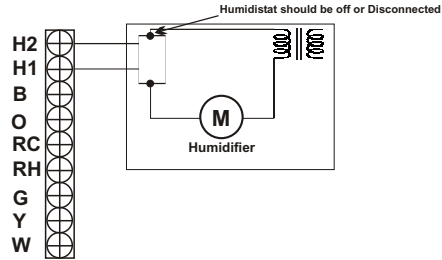 Humidistat should be off or Disconnected
H2
H1
B
O
RC
RH
G
Y
W
M
Humidifier